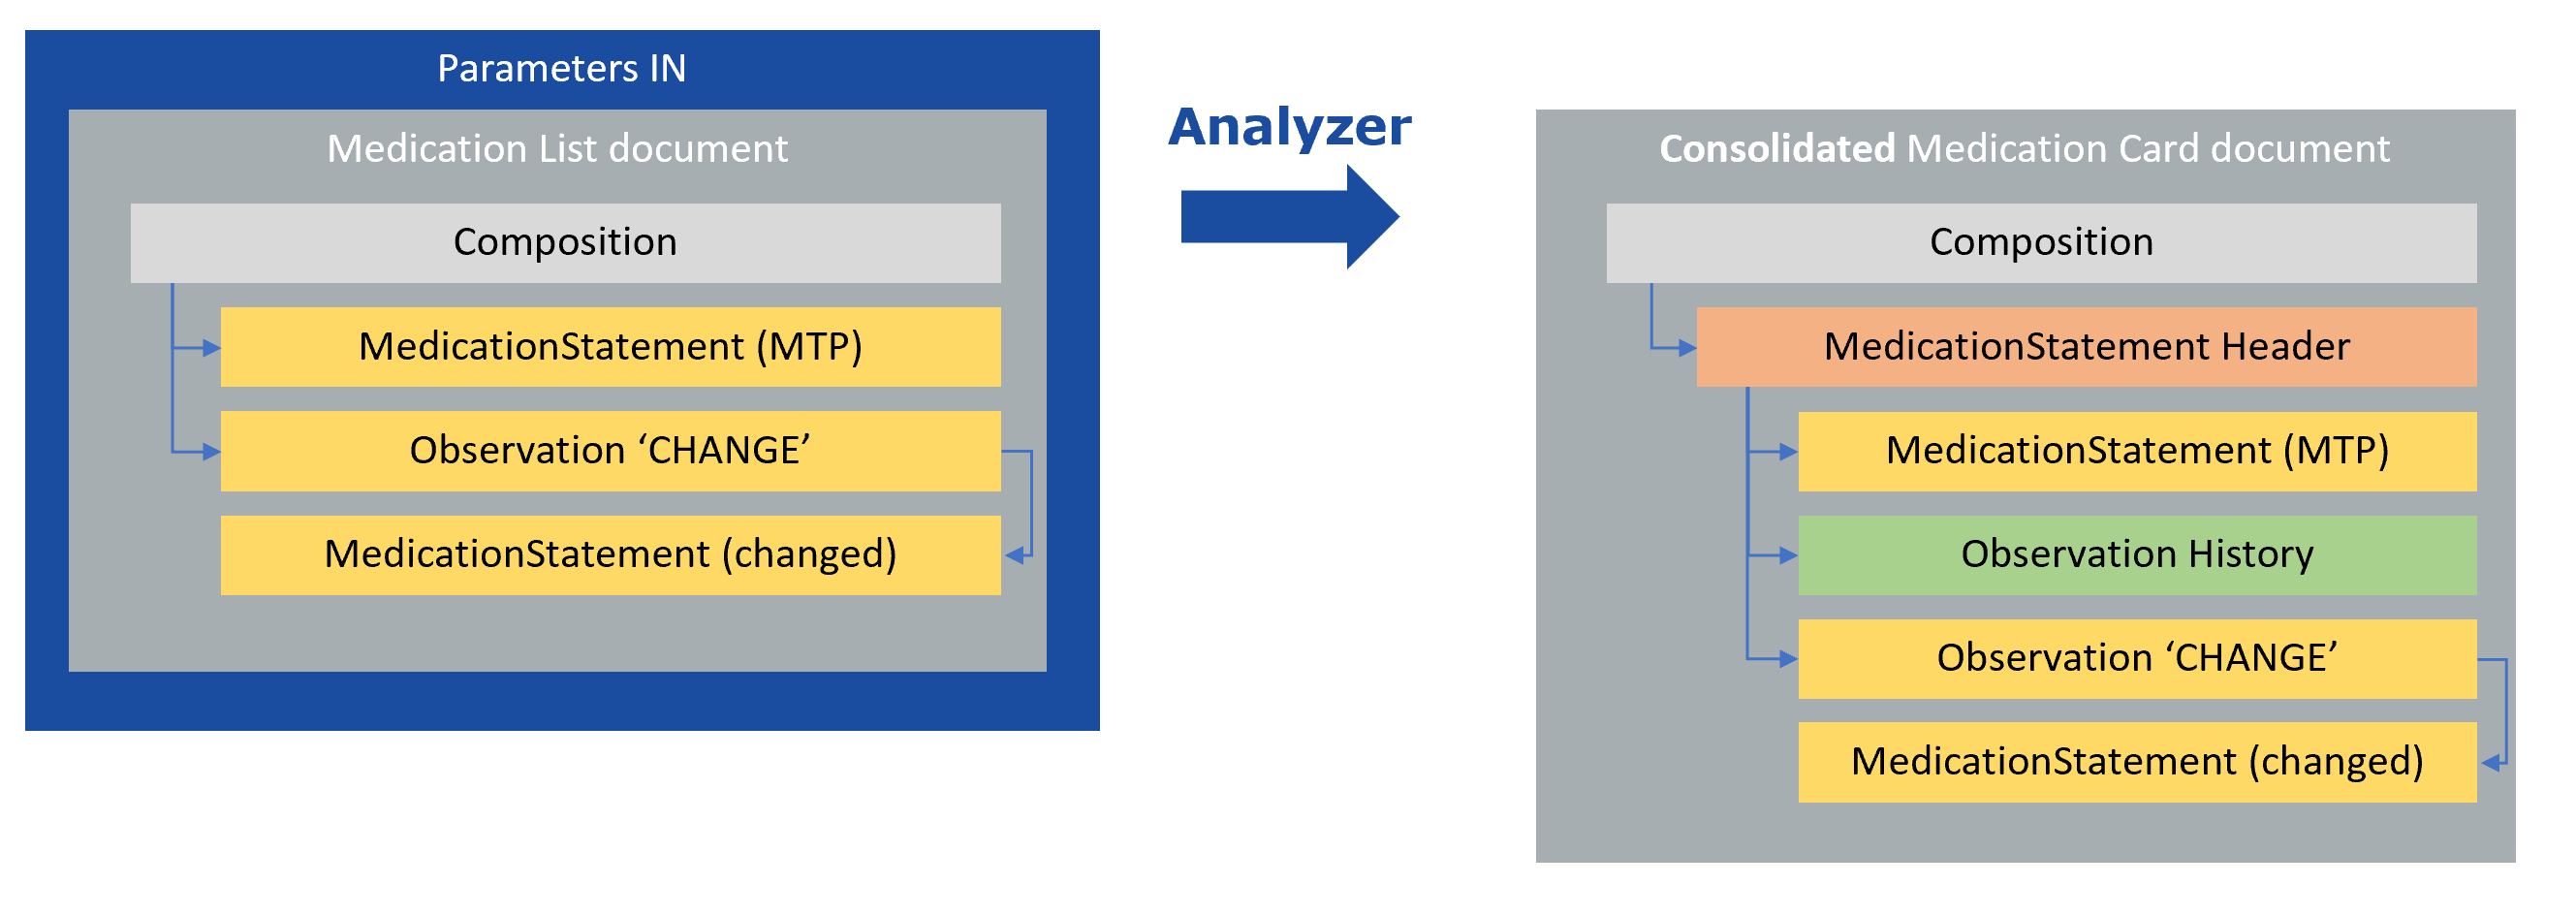 Parameters IN
Medication List document
Composition
MedicationStatement (MTP)
Observation ‘CHANGE’
MedicationStatement (changed)
Analyzer
Consolidated Medication Card document
Composition
MedicationStatement Header
MedicationStatement (MTP)
Observation History
Observation ‘CHANGE’
MedicationStatement (changed)